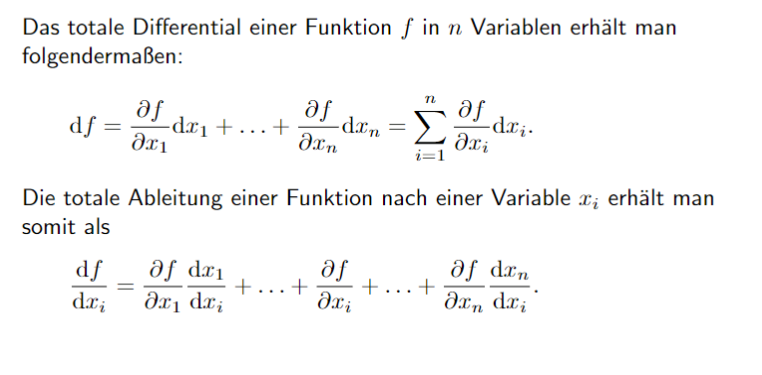 Das totale Differential einer Funktion f in n Variablen erhält man
folgendermaßen:
df = ∂f/∂x₁ dx₁ + … + ∂f/∂xₙ dxₙ = ∑ᵢ₌₁ⁿ ∂f/∂xᵢ dxᵢ.
Die totale Ableitung einer Funktion nach einer Variable xᵢ erhält man
somit als
df/dxᵢ = ∂f/∂x₁ dx₁/dxᵢ + … + ∂f/∂xᵢ + … + ∂f/∂xₙ dxₙ/dxᵢ.